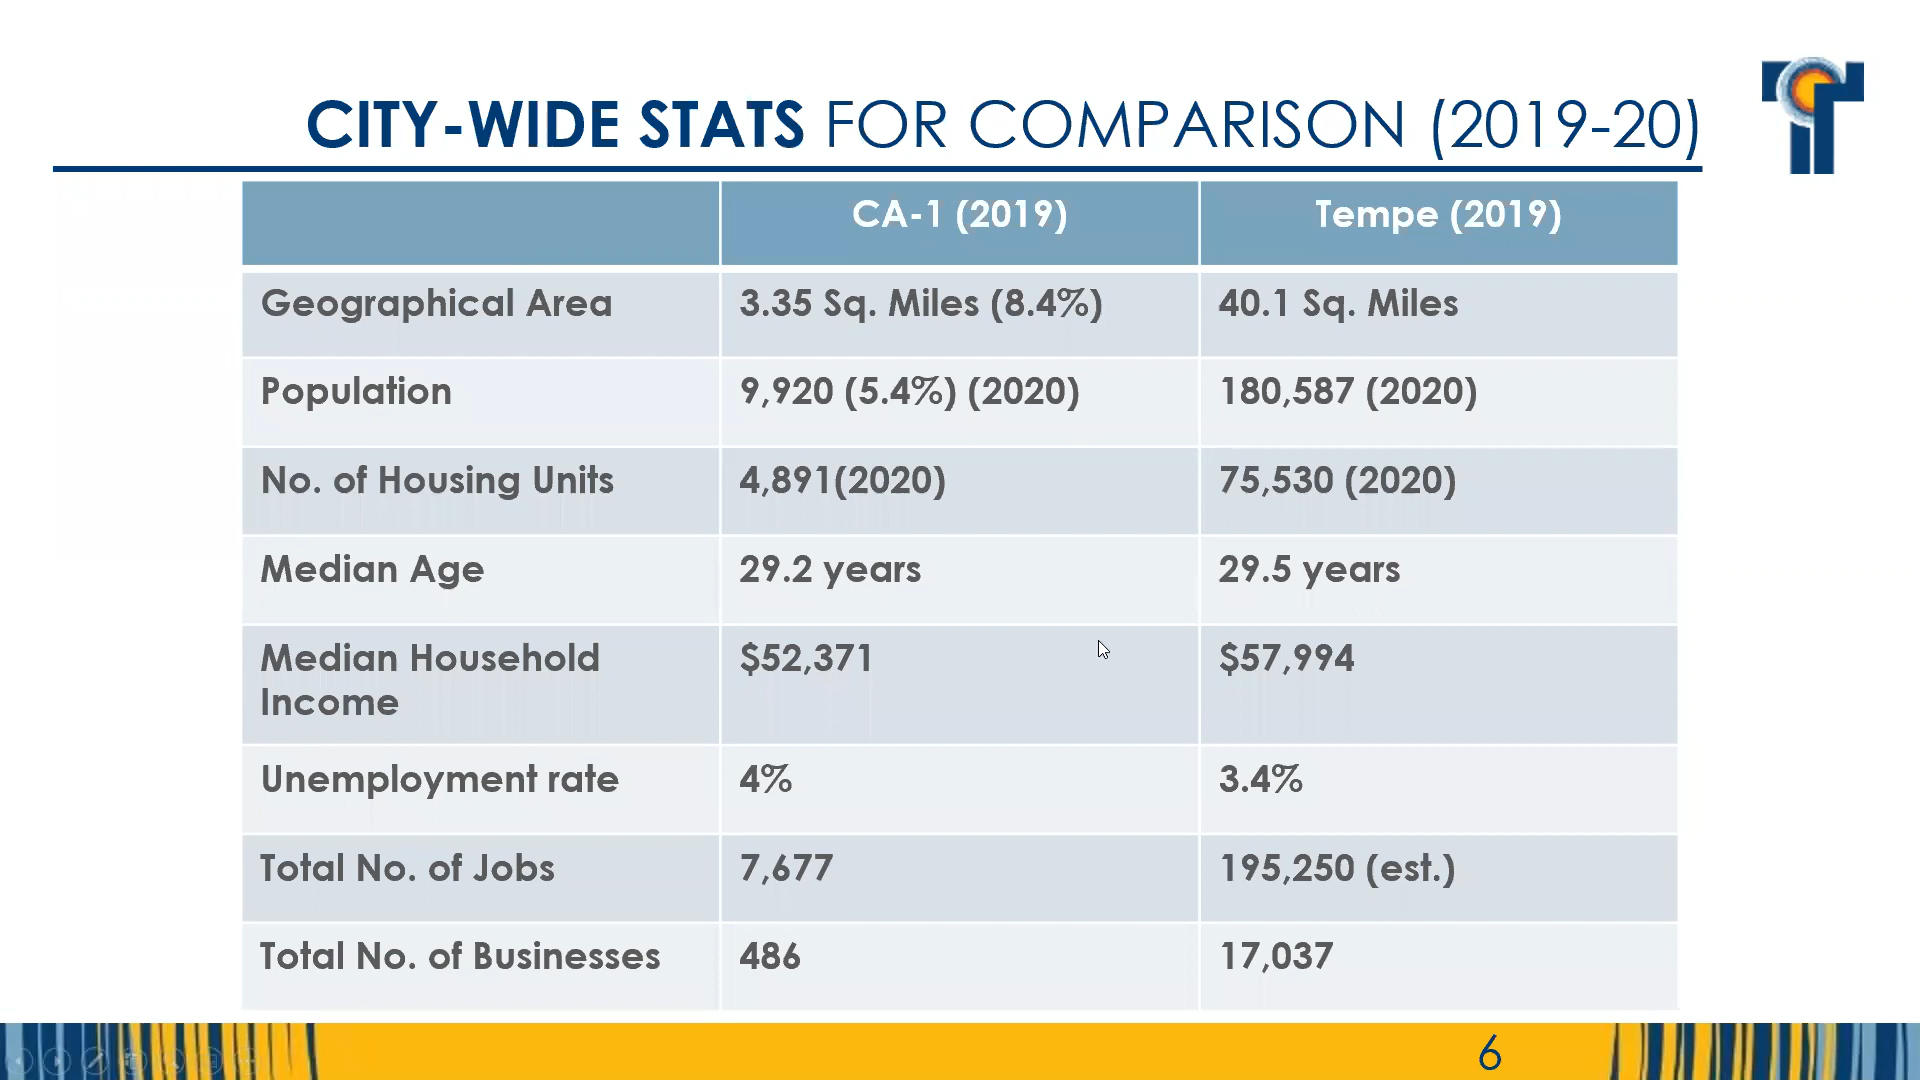 CITY-WIDE STATS FOR COMPARISON (2019-20)
CA-1 (2019) Tempe (2019)
Geographical Area 3.35 Sq. Miles (8.4%) 40.1 Sq. Miles
Population 9,920 (5.4%) (2020) 180,587 (2020)
No. of Housing Units 4,891(2020) 75,530 (2020)
Median Age 29.2 years 29.5 years
Median Household $52,371 $57,994
Income
Unemployment rate 4% 3.4%
Total No. of Jobs 7,677 195,250 (est.)
Total No. of Businesses 486 17,037
6